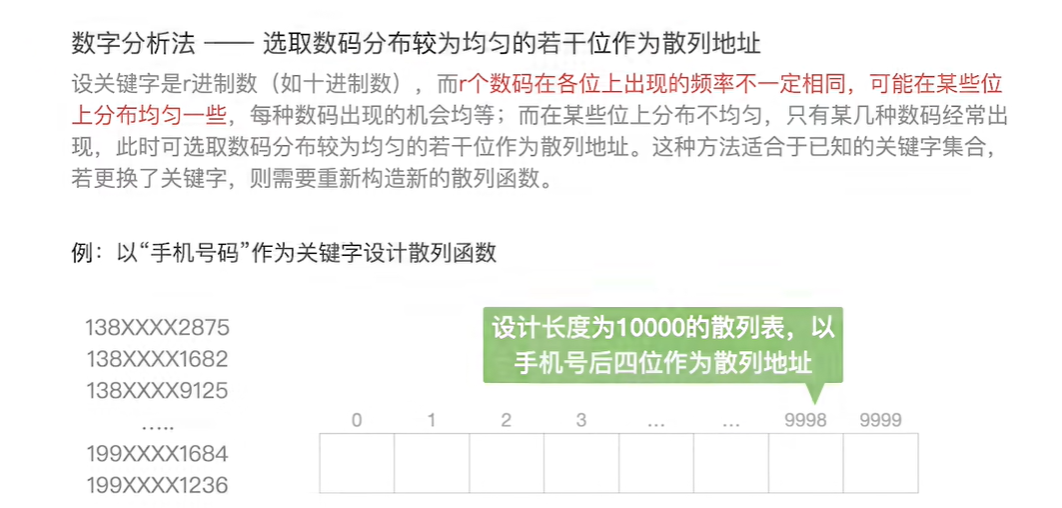 数字分析法 —— 选取数码分布较为均匀的若干位作为散列地址
设关键字是r进制数（如十进制数），而r个数码在各位上出现的频率不一定相同，可能在某些位
上分布均匀一些，每种数码出现的机会均等；而在某些位上分布不均匀，只有某几种数码经常出
现，此时可选取数码分布较为均匀的若干位作为散列地址。这种方法适合于已知的关键字集合，
若更换了关键字，则需要重新构造新的散列函数。
例：以“手机号码”作为关键字设计散列函数
138XXXX2875
138XXXX1682
138XXXX9125
…..
199XXXX1684
199XXXX1236
设计长度为10000的散列表，以
手机号后四位作为散列地址
0 1 2 3 … … 9998 9999